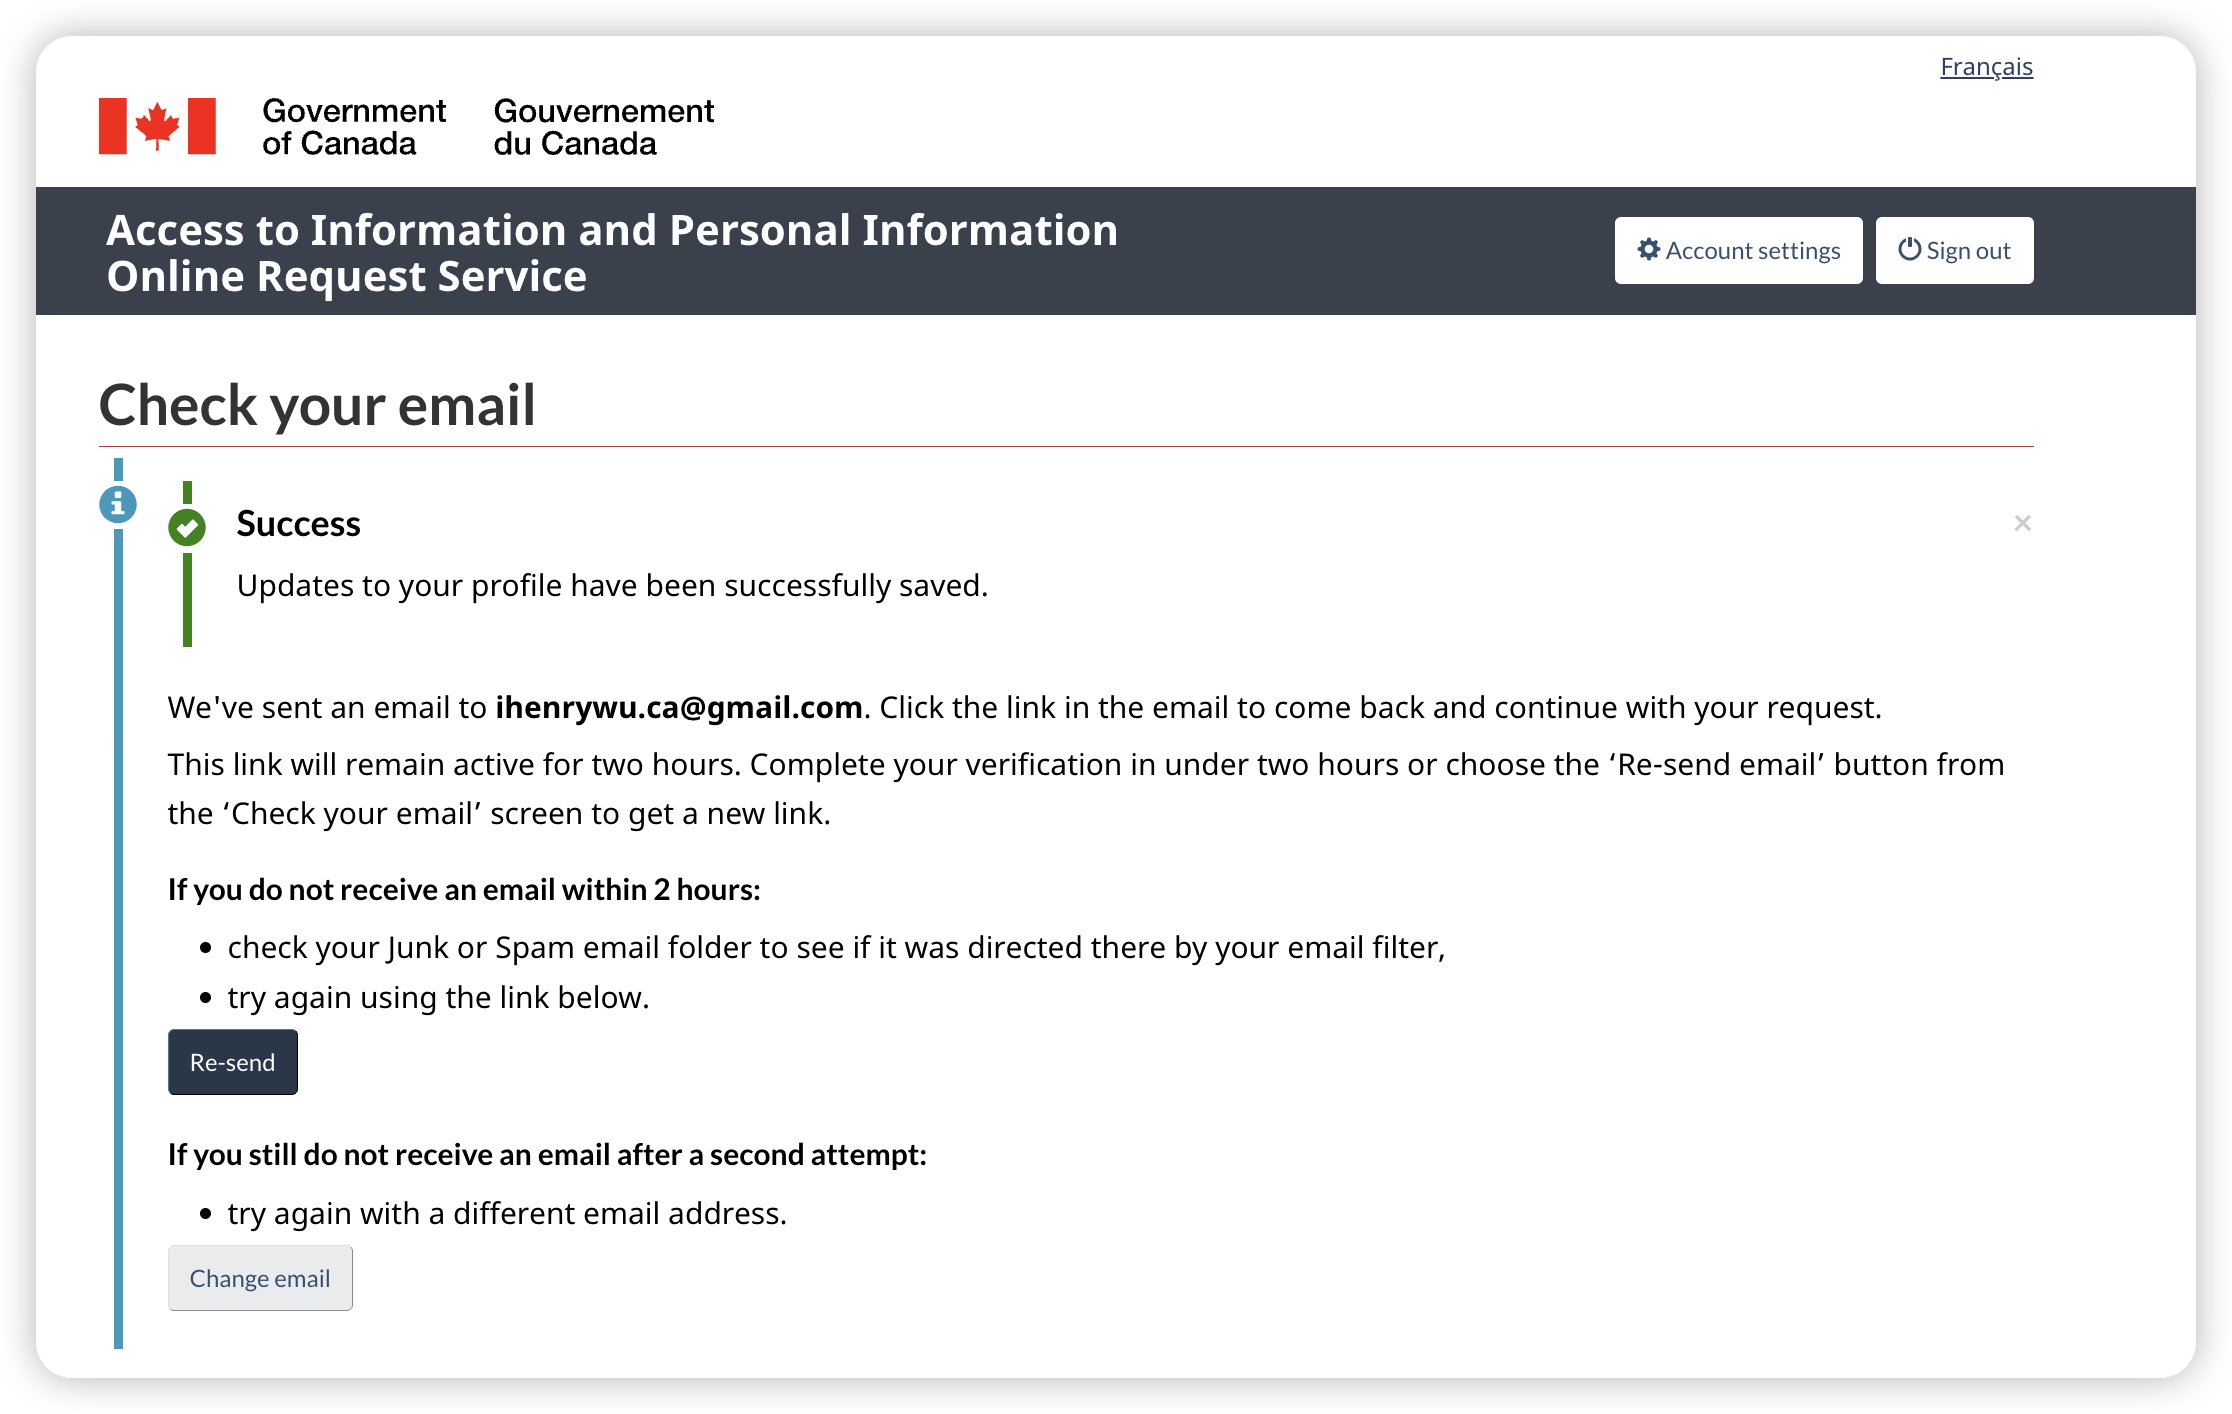 Français
Government of Canada
Gouvernement du Canada
Access to Information and Personal Information
Online Request Service
Account settings
Sign out
Check your email
Success
×
Updates to your profile have been successfully saved.
We've sent an email to ihenrywu.ca@gmail.com. Click the link in the email to come back and continue with your request.
This link will remain active for two hours. Complete your verification in under two hours or choose the ‘Re-send email’ button from
the ‘Check your email’ screen to get a new link.
If you do not receive an email within 2 hours:
check your Junk or Spam email folder to see if it was directed there by your email filter,
try again using the link below.
Re-send
If you still do not receive an email after a second attempt:
try again with a different email address.
Change email